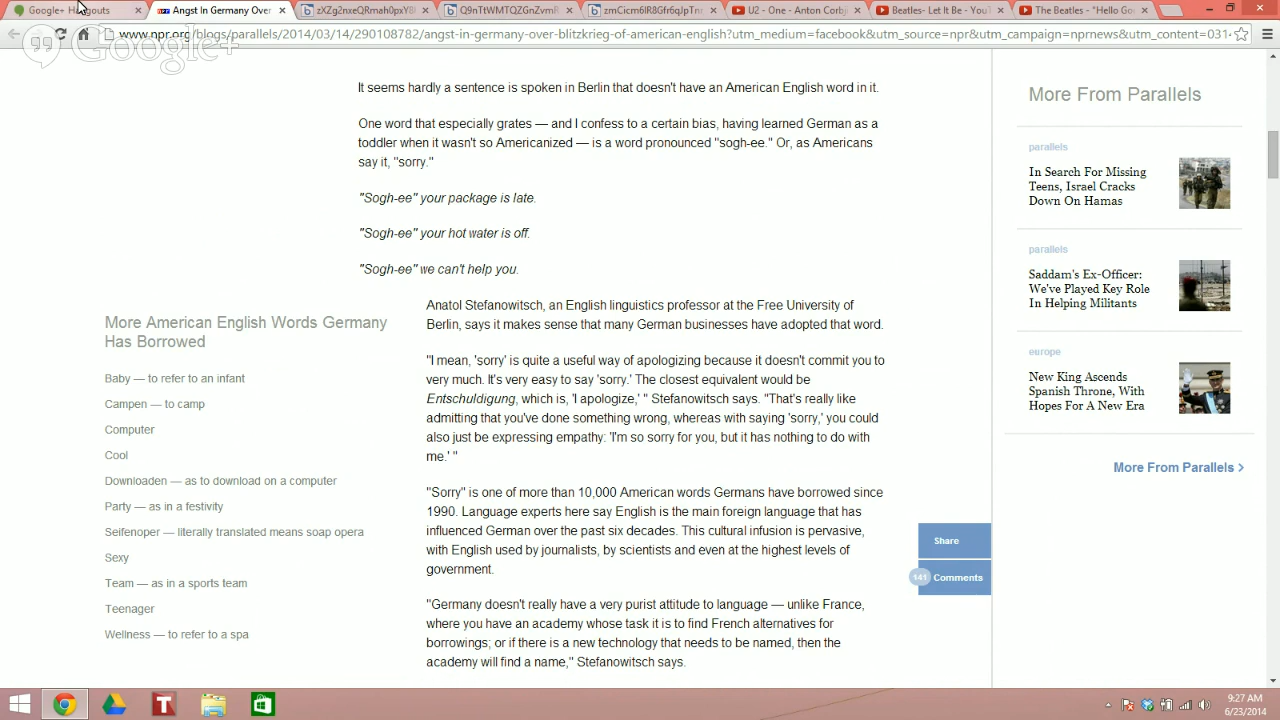 Google+ Hangouts
Angst In Germany Over
zXZg2nxeQRmah0pxYB
Q9nTtWMTQZGnZvmR
zmCicrn6lR8Gfr6qJpTn
U2 - One - Anton Corbij
Beatles- Let It Be - YouT
The Beatles - "Hello Go
www.npr.org/blogs/parallels/2014/03/14/290108782/angst-in-germany-over-blitzkrieg-of-american-english?utm_medium=facebook&utm_source=npr&utm_campaign=nprnews&utm_content=031
Google+
It seems hardly a sentence is spoken in Berlin that doesn't have an American English word in it.
One word that especially grates — and I confess to a certain bias, having learned German as a
toddler when it wasn't so Americanized — is a word pronounced "sogh-ee." Or, as Americans
say it, "sorry."
"Sogh-ee" your package is late.
"Sogh-ee" your hot water is off.
"Sogh-ee" we can't help you.
More American English Words Germany
Has Borrowed
Baby — to refer to an infant
Campen — to camp
Computer
Cool
Downloaden — as to download on a computer
Party — as in a festivity
Seifenoper — literally translated means soap opera
Sexy
Team — as in a sports team
Teenager
Wellness — to refer to a spa
Anatol Stefanowitsch, an English linguistics professor at the Free University of
Berlin, says it makes sense that many German businesses have adopted that word.
"I mean, 'sorry' is quite a useful way of apologizing because it doesn't commit you to
very much. It's very easy to say 'sorry.' The closest equivalent would be
Entschuldigung, which is, 'I apologize,' " Stefanowitsch says. "That's really like
admitting that you've done something wrong, whereas with saying 'sorry,' you could
also just be expressing empathy: 'I'm so sorry for you, but it has nothing to do with
me.' "
"Sorry" is one of more than 10,000 American words Germans have borrowed since
1990. Language experts here say English is the main foreign language that has
influenced German over the past six decades. This cultural infusion is pervasive,
with English used by journalists, by scientists and even at the highest levels of
government.
"Germany doesn't really have a very purist attitude to language — unlike France,
where you have an academy whose task it is to find French alternatives for
borrowings; or if there is a new technology that needs to be named, then the
academy will find a name," Stefanowitsch says.
Share
141 Comments
More From Parallels
parallels
In Search For Missing
Teens, Israel Cracks
Down On Hamas
parallels
Saddam's Ex-Officer:
We've Played Key Role
In Helping Militants
europe
New King Ascends
Spanish Throne, With
Hopes For A New Era
More From Parallels >
9:27 AM
6/23/2014